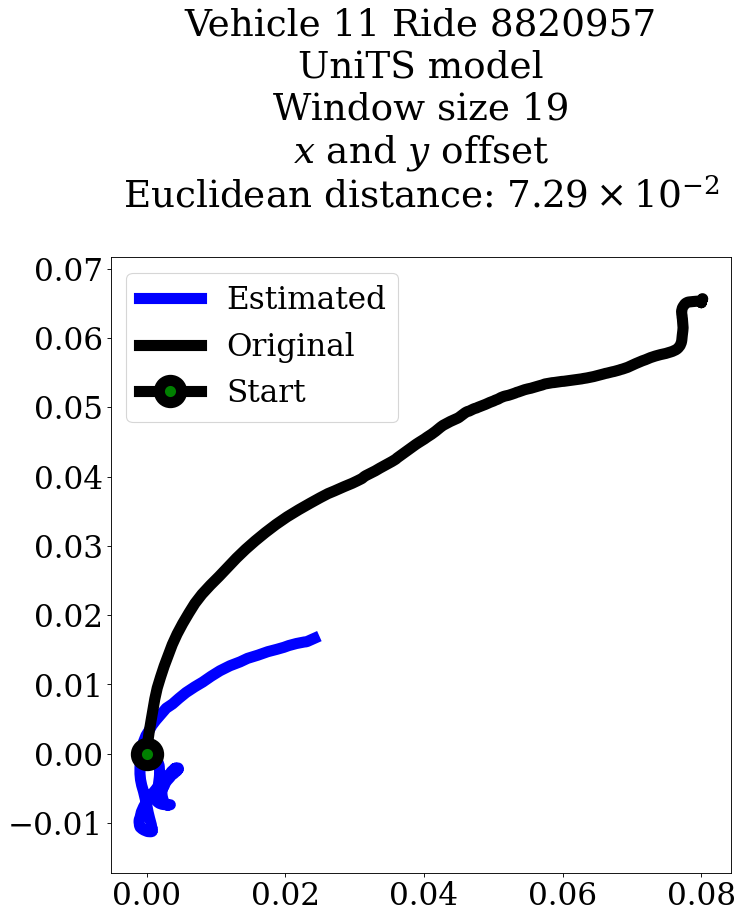 Vehicle 11 Ride 8820957
UniTS model
Window size 19
x and y offset
Euclidean distance: 7.29 × 10⁻²
Estimated
Original
Start
0.07
0.06
0.05
0.04
0.03
0.02
0.01
0.00
−0.01
0.00 0.02 0.04 0.06 0.08